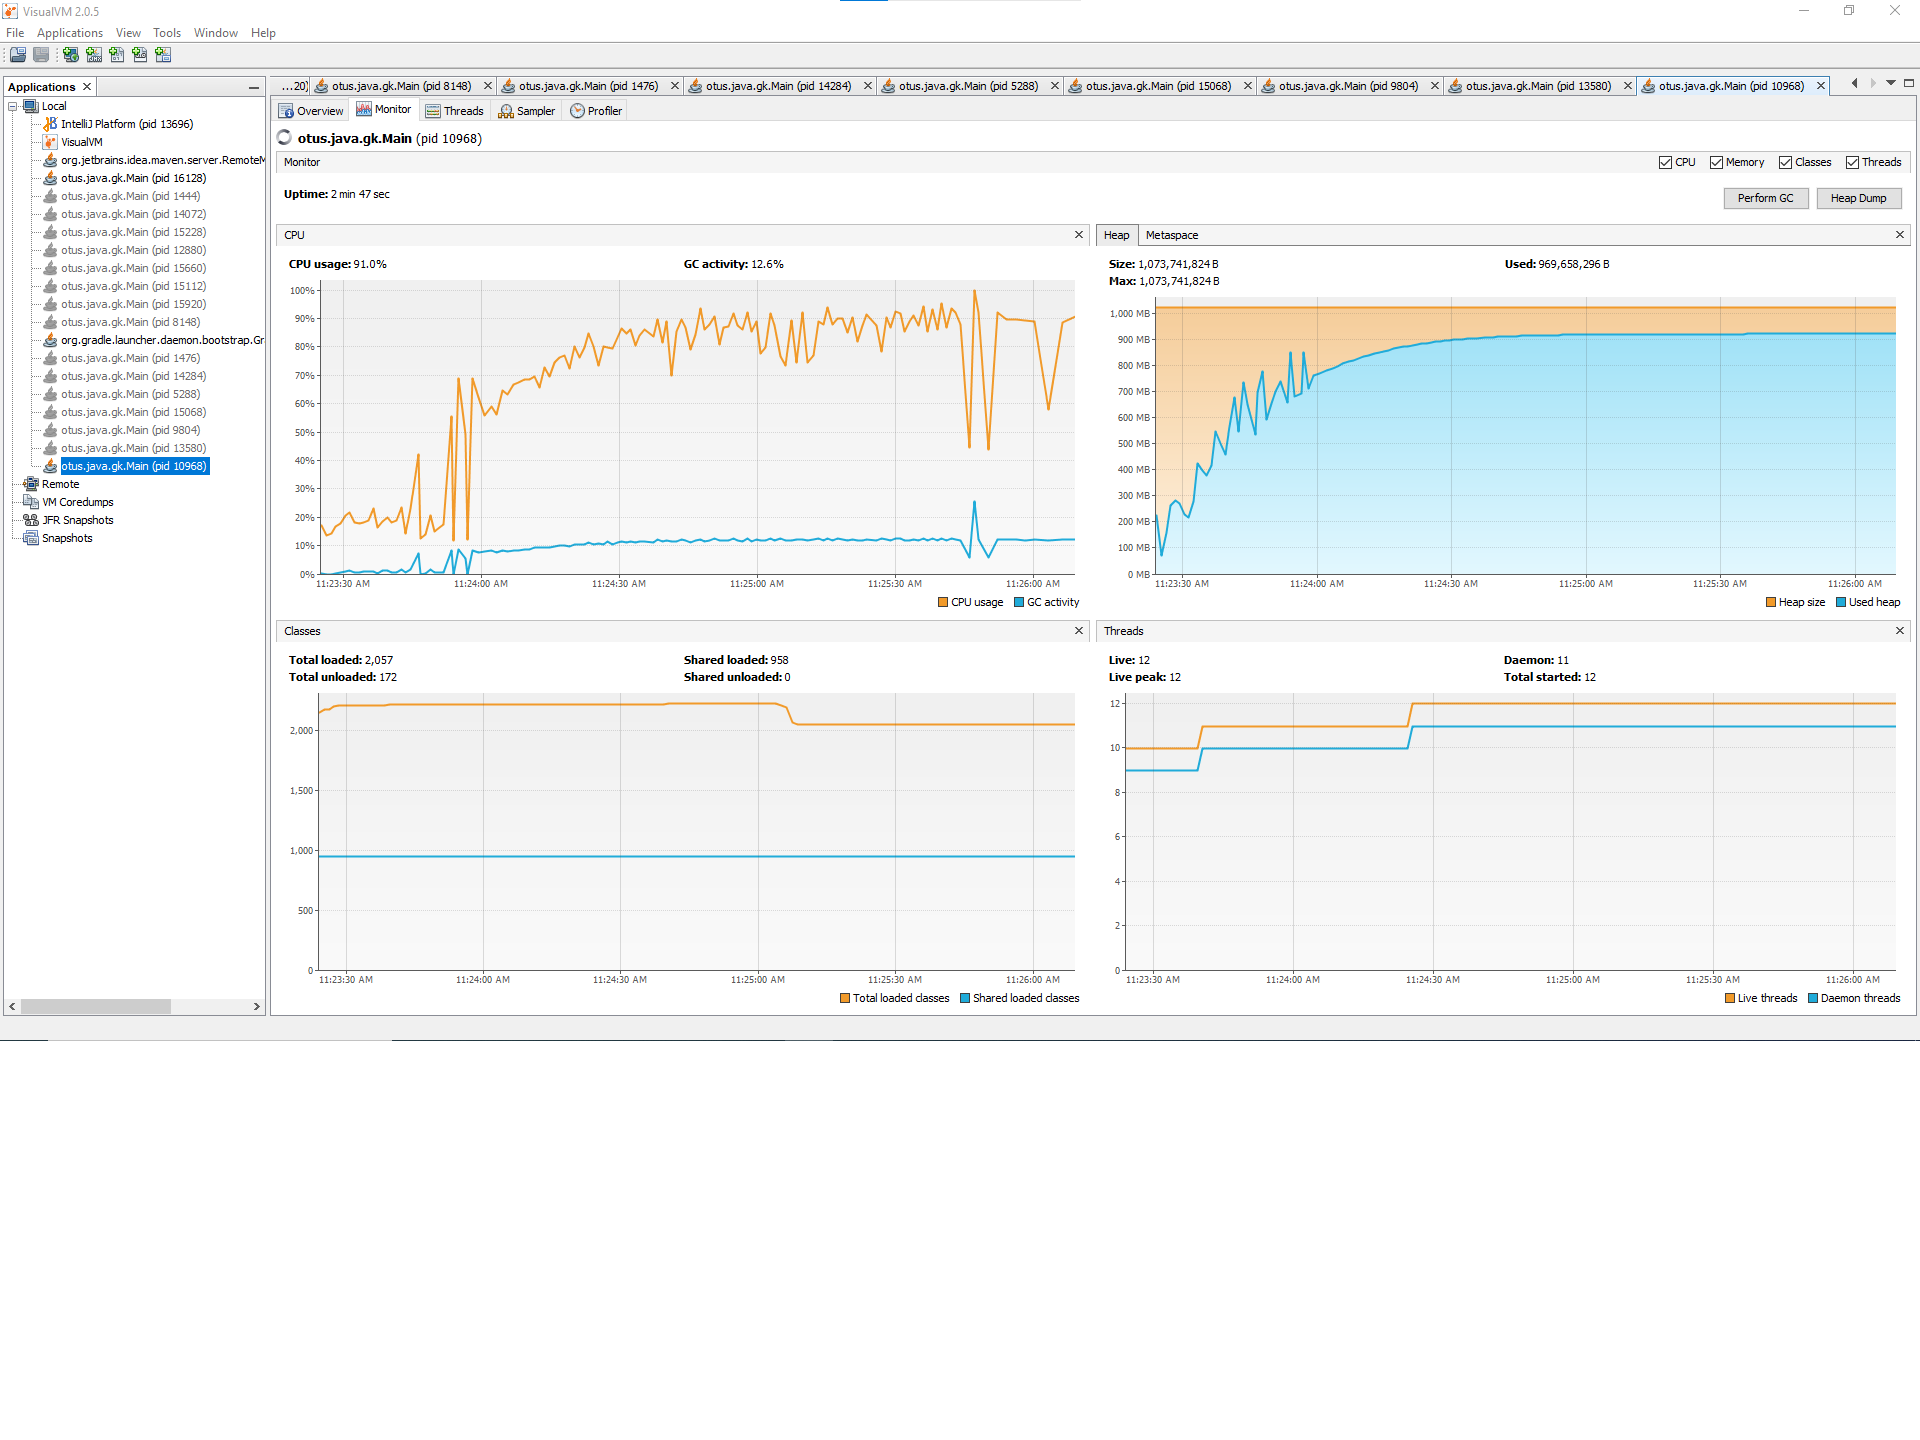 VisualVM 2.0.5
File Applications View Tools Window Help
Applications
Local
IntelliJ Platform (pid 13696)
VisualVM
org.jetbrains.idea.maven.server.RemoteM
otus.java.gk.Main (pid 16128)
otus.java.gk.Main (pid 1444)
otus.java.gk.Main (pid 14072)
otus.java.gk.Main (pid 15228)
otus.java.gk.Main (pid 12880)
otus.java.gk.Main (pid 15660)
otus.java.gk.Main (pid 15112)
otus.java.gk.Main (pid 15920)
otus.java.gk.Main (pid 8148)
org.gradle.launcher.daemon.bootstrap.Gr
otus.java.gk.Main (pid 1476)
otus.java.gk.Main (pid 14284)
otus.java.gk.Main (pid 5288)
otus.java.gk.Main (pid 15068)
otus.java.gk.Main (pid 9804)
otus.java.gk.Main (pid 13580)
otus.java.gk.Main (pid 10968)
Remote
VM Coredumps
JFR Snapshots
Snapshots
...20) otus.java.gk.Main (pid 8148) otus.java.gk.Main (pid 1476) otus.java.gk.Main (pid 14284) otus.java.gk.Main (pid 5288) otus.java.gk.Main (pid 15068) otus.java.gk.Main (pid 9804) otus.java.gk.Main (pid 13580) otus.java.gk.Main (pid 10968)
Overview Monitor Threads Sampler Profiler
otus.java.gk.Main (pid 10968)
Monitor CPU Memory Classes Threads
Uptime: 2 min 47 sec
Perform GC Heap Dump
CPU
CPU usage: 91.0% GC activity: 12.6%
100%
90%
80%
70%
60%
50%
40%
30%
20%
10%
0%
11:23:30 AM 11:24:00 AM 11:24:30 AM 11:25:00 AM 11:25:30 AM 11:26:00 AM
CPU usage GC activity
Heap Metaspace
Size: 1,073,741,824 B Used: 969,658,296 B
Max: 1,073,741,824 B
1,000 MB
900 MB
800 MB
700 MB
600 MB
500 MB
400 MB
300 MB
200 MB
100 MB
0 MB
11:23:30 AM 11:24:00 AM 11:24:30 AM 11:25:00 AM 11:25:30 AM 11:26:00 AM
Heap size Used heap
Classes
Total loaded: 2,057 Shared loaded: 958
Total unloaded: 172 Shared unloaded: 0
2,000
1,500
1,000
500
0
11:23:30 AM 11:24:00 AM 11:24:30 AM 11:25:00 AM 11:25:30 AM 11:26:00 AM
Total loaded classes Shared loaded classes
Threads
Live: 12 Daemon: 11
Live peak: 12 Total started: 12
12
10
8
6
4
2
0
11:23:30 AM 11:24:00 AM 11:24:30 AM 11:25:00 AM 11:25:30 AM 11:26:00 AM
Live threads Daemon threads